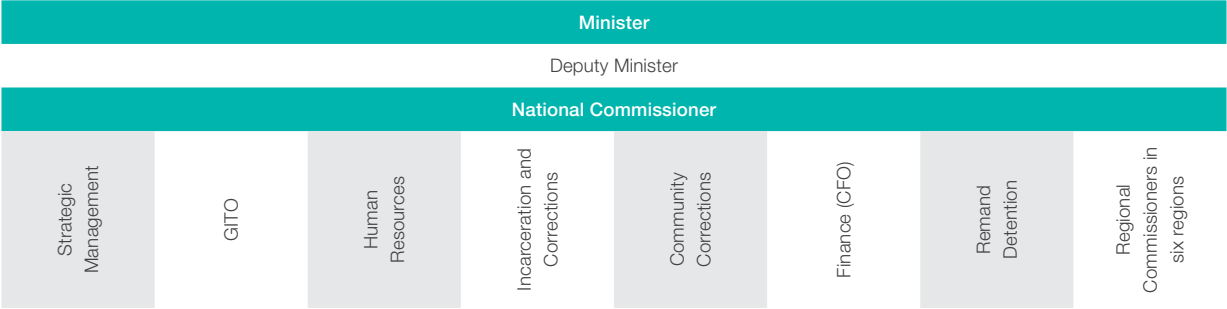 Minister
Deputy Minister
National Commissioner
Strategic
Management
GITO
Human
Resources
Incarceration and
Corrections
Community
Corrections
Finance (CFO)
Remand
Detention
Regional
Commissioners in
six regions